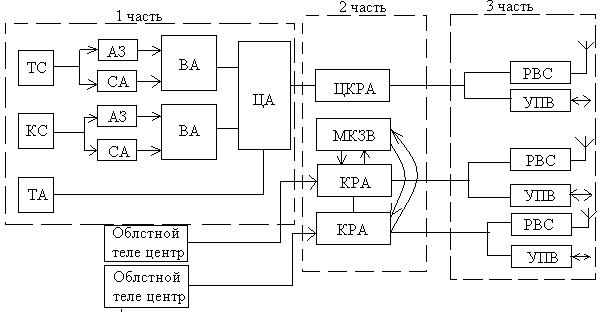 1 часть
2 часть
3 часть
ТС
АЗ
СА
ВА
ЦА
КС
АЗ
СА
ВА
ТА
ЦКРА
МКЗВ
КРА
КРА
РВС
УПВ
РВС
УПВ
РВС
УПВ
Облстной
теле центр
Облстной
теле центр